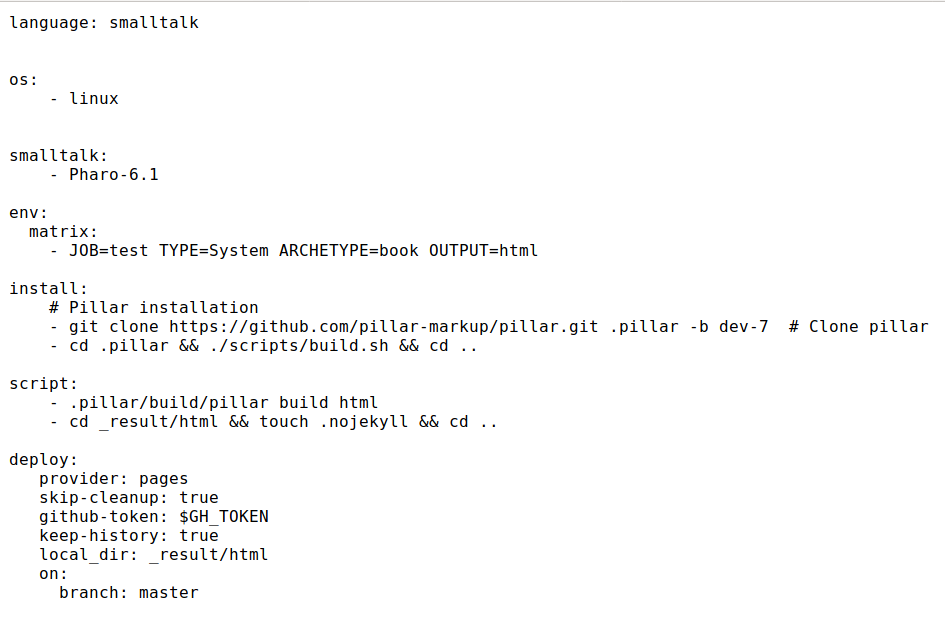 language: smalltalk
os:
    - linux
smalltalk:
    - Pharo-6.1
env:
  matrix:
    - JOB=test TYPE=System ARCHETYPE=book OUTPUT=html
install:
    # Pillar installation
    - git clone https://github.com/pillar-markup/pillar.git .pillar -b dev-7  # Clone pillar
    - cd .pillar && ./scripts/build.sh && cd ..
script:
    - .pillar/build/pillar build html
    - cd _result/html && touch .nojekyll && cd ..
deploy:
   provider: pages
   skip-cleanup: true
   github-token: $GH_TOKEN
   keep-history: true
   local_dir: _result/html
   on:
     branch: master